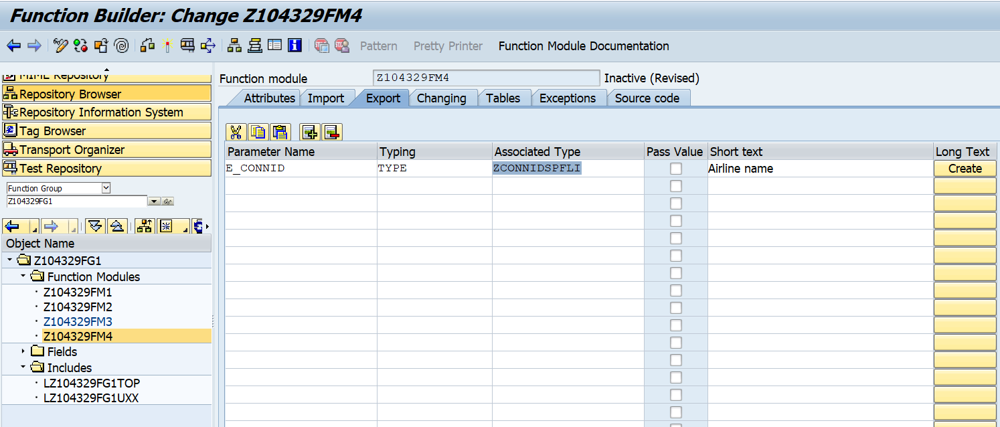 Function Builder: Change Z104329FM4
Pattern Pretty Printer Function Module Documentation
MIME Repository
Repository Browser
Repository Information System
Tag Browser
Transport Organizer
Test Repository
Function Group
Z104329FG1
Object Name
Z104329FG1
Function Modules
Z104329FM1
Z104329FM2
Z104329FM3
Z104329FM4
Fields
Includes
LZ104329FG1TOP
LZ104329FG1UXX
Function module Z104329FM4 Inactive (Revised)
Attributes Import Export Changing Tables Exceptions Source code
Parameter Name Typing Associated Type Pass Value Short text Long Text
E_CONNID TYPE ZCONNIDSPFLI Airline name Create